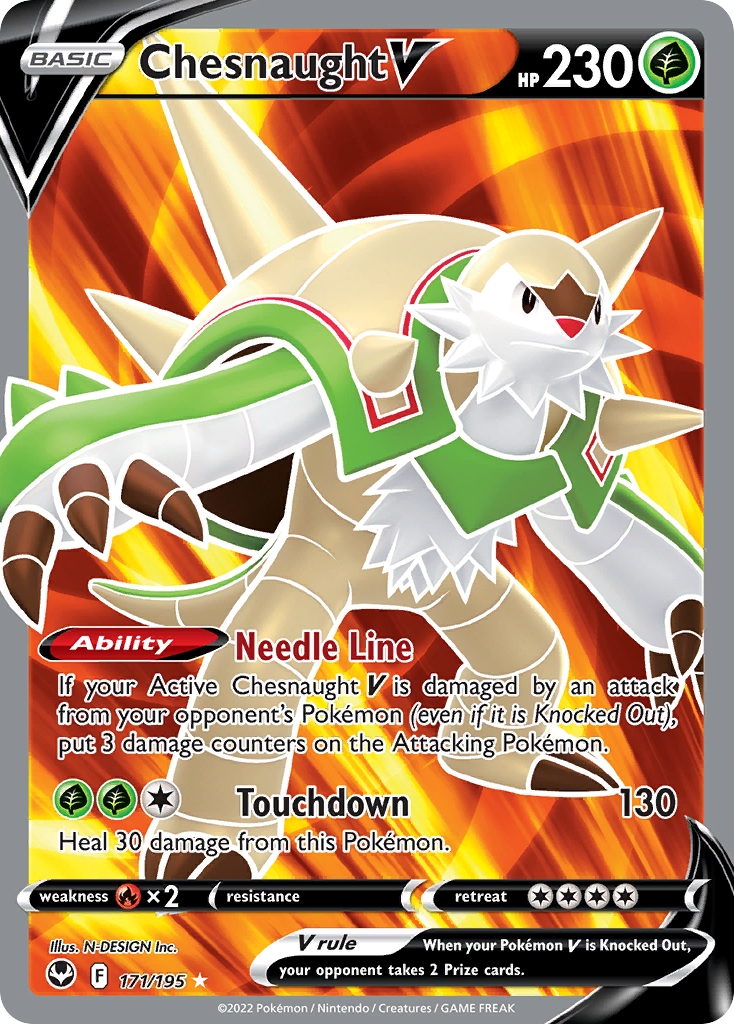 BASIC Chesnaught V HP 230
Ability Needle Line
If your Active Chesnaught V is damaged by an attack
from your opponent's Pokémon (even if it is Knocked Out),
put 3 damage counters on the Attacking Pokémon.
Touchdown 130
Heal 30 damage from this Pokémon.
weakness ×2 resistance retreat
Illus. N-DESIGN Inc.
V rule When your Pokémon V is Knocked Out,
your opponent takes 2 Prize cards.
F 171/195 ★
©2022 Pokémon / Nintendo / Creatures / GAME FREAK